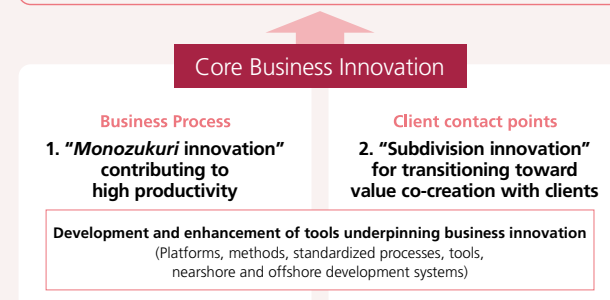 Core Business Innovation
Business Process
1. “Monozukuri innovation”
contributing to
high productivity
Client contact points
2. “Subdivision innovation”
for transitioning toward
value co-creation with clients
Development and enhancement of tools underpinning business innovation
(Platforms, methods, standardized processes, tools,
nearshore and offshore development systems)